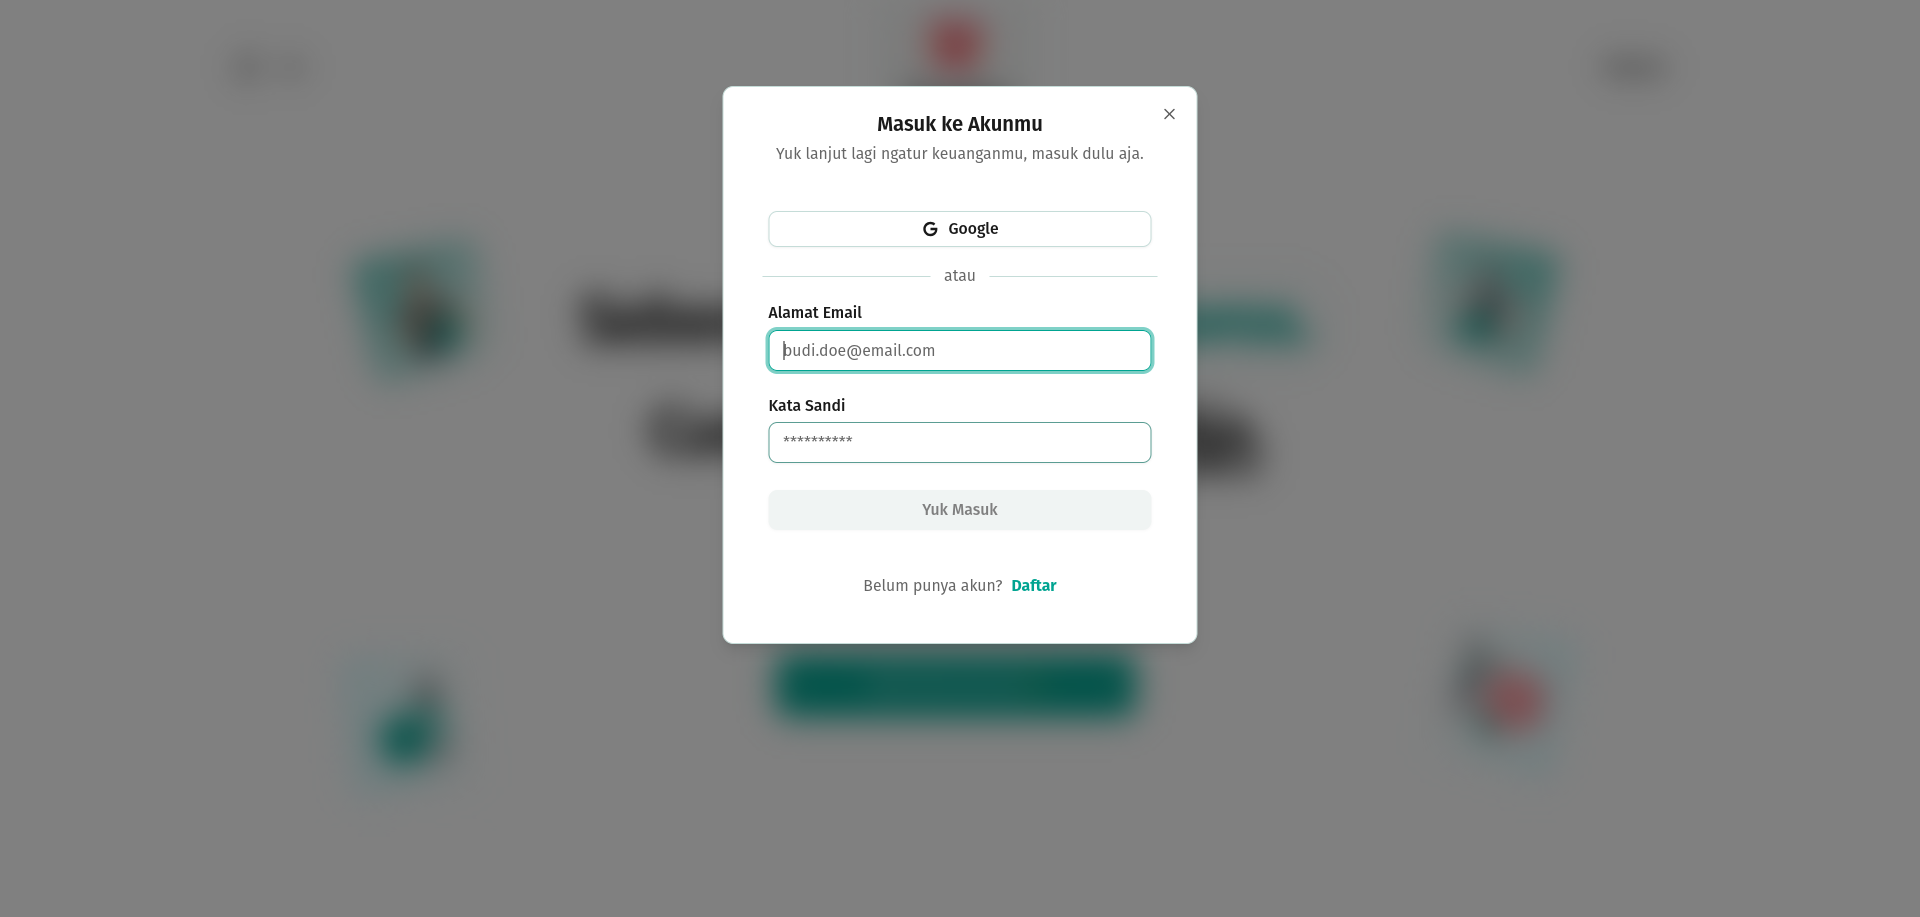 Masuk ke Akunmu
Yuk lanjut lagi ngatur keuanganmu, masuk dulu aja.
Google
atau
Alamat Email
budi.doe@email.com
Kata Sandi
**********
Yuk Masuk
Belum punya akun? Daftar